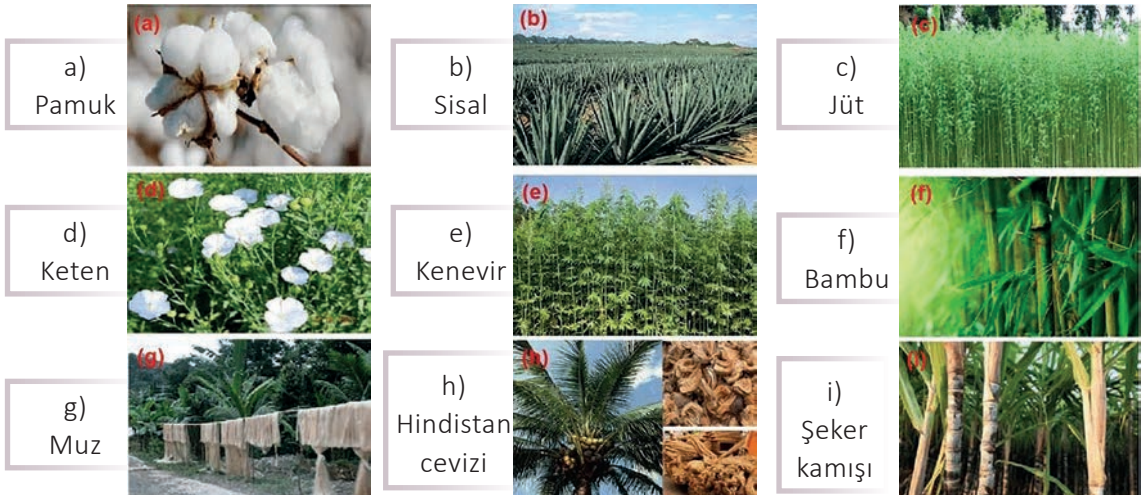 a)
Pamuk
(a)
b)
Sisal
(b)
c)
Jüt
(c)
d)
Keten
(d)
e)
Kenevir
(e)
f)
Bambu
(f)
g)
Muz
(g)
h)
Hindistan
cevizi
(h)
i)
Şeker
kamışı
(i)